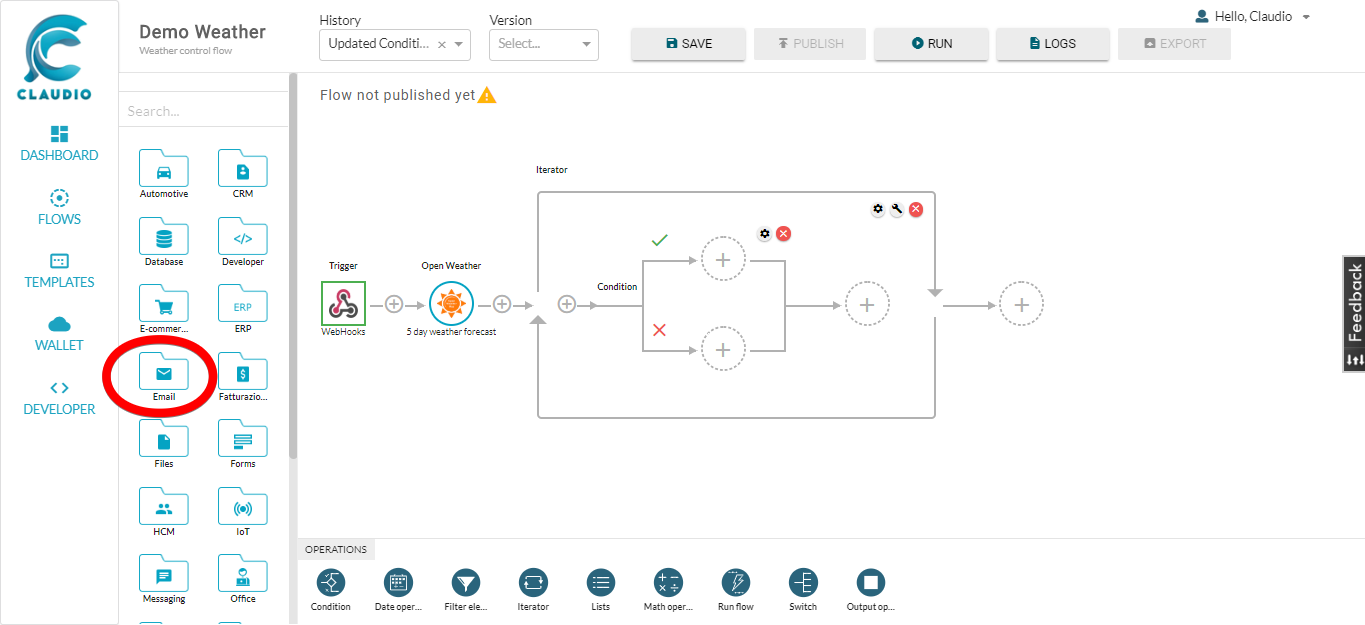 CLAUDIO
DASHBOARD
FLOWS
TEMPLATES
WALLET
DEVELOPER
Demo Weather
Weather control flow
History
Updated Conditi...
Version
Select...
SAVE
PUBLISH
RUN
LOGS
EXPORT
Hello, Claudio
Search...
Automotive
CRM
Database
Developer
E-commer...
ERP
ERP
Email
Fatturazio...
Files
Forms
HCM
IoT
Messaging
Office
Flow not published yet
Iterator
Trigger
WebHooks
Open Weather
5 day weather forecast
Condition
Feedback
OPERATIONS
Condition
Date oper...
Filter ele...
Iterator
Lists
Math oper...
Run flow
Switch
Output op...